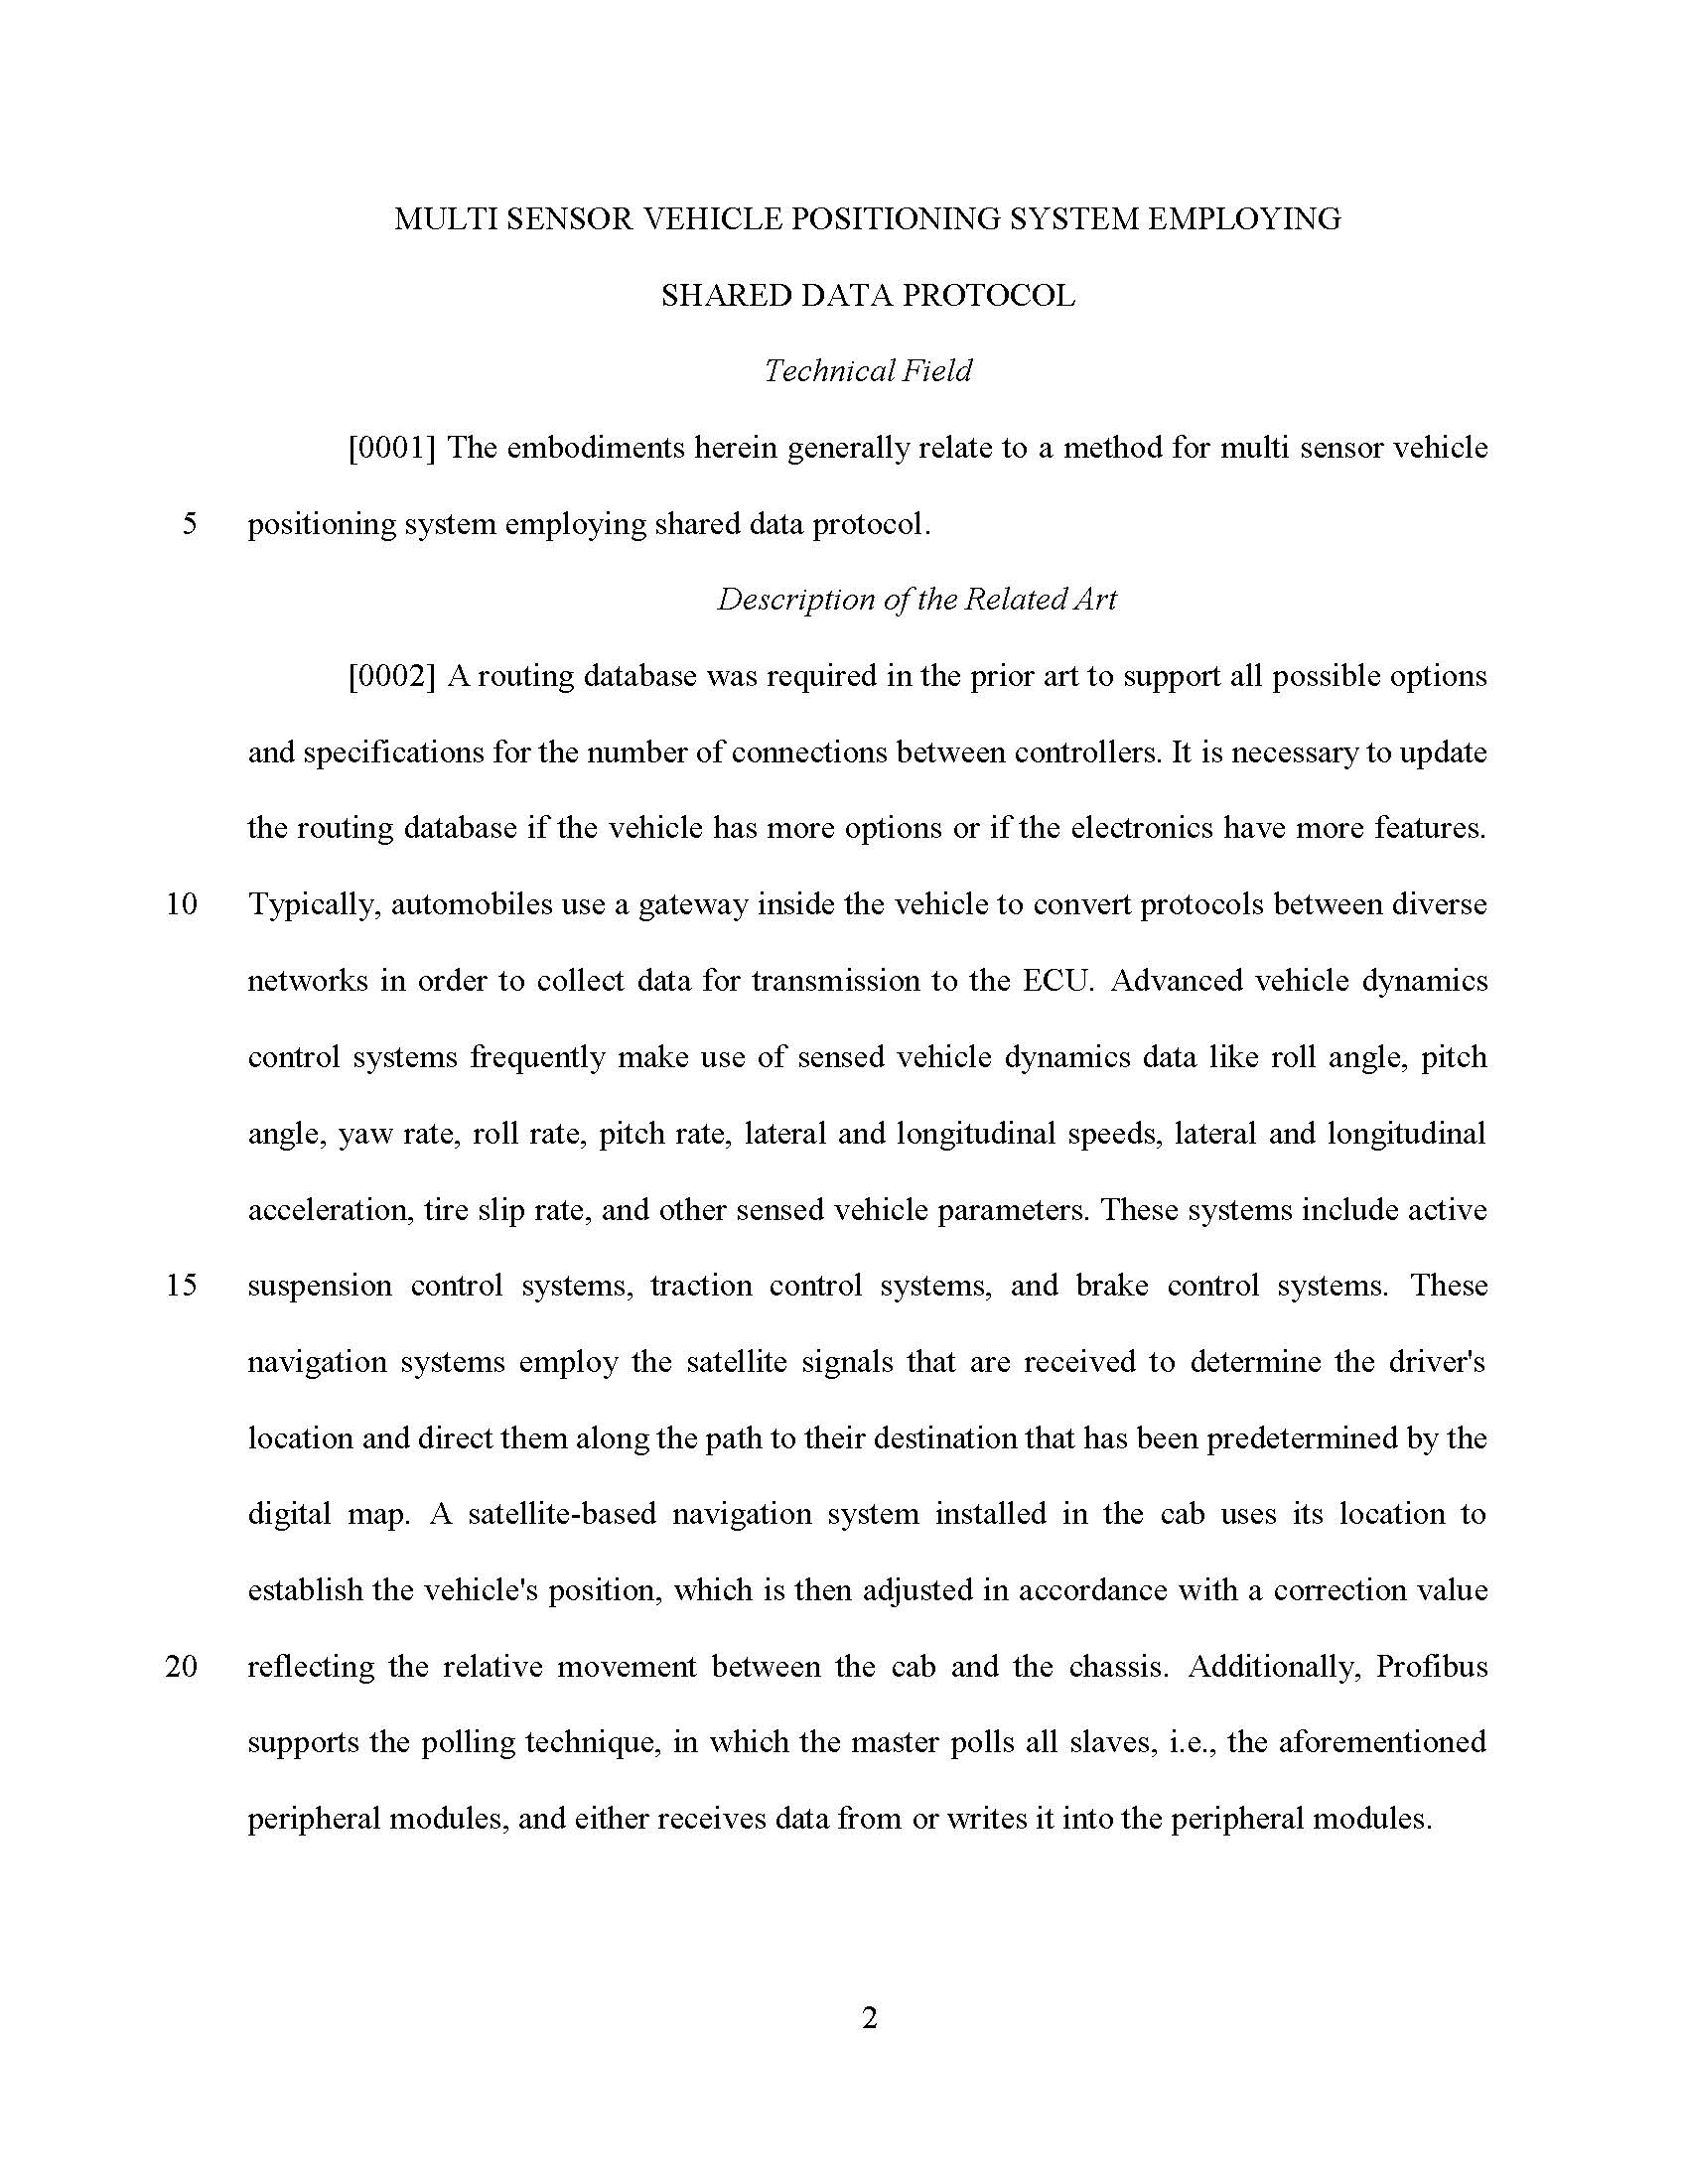 MULTI SENSOR VEHICLE POSITIONING SYSTEM EMPLOYING
SHARED DATA PROTOCOL
Technical Field
[0001] The embodiments herein generally relate to a method for multi sensor vehicle
5 positioning system employing shared data protocol.
Description of the Related Art
[0002] A routing database was required in the prior art to support all possible options
and specifications for the number of connections between controllers. It is necessary to update
the routing database if the vehicle has more options or if the electronics have more features.
10 Typically, automobiles use a gateway inside the vehicle to convert protocols between diverse
networks in order to collect data for transmission to the ECU. Advanced vehicle dynamics
control systems frequently make use of sensed vehicle dynamics data like roll angle, pitch
angle, yaw rate, roll rate, pitch rate, lateral and longitudinal speeds, lateral and longitudinal
acceleration, tire slip rate, and other sensed vehicle parameters. These systems include active
15 suspension control systems, traction control systems, and brake control systems. These
navigation systems employ the satellite signals that are received to determine the driver's
location and direct them along the path to their destination that has been predetermined by the
digital map. A satellite-based navigation system installed in the cab uses its location to
establish the vehicle's position, which is then adjusted in accordance with a correction value
20 reflecting the relative movement between the cab and the chassis. Additionally, Profibus
supports the polling technique, in which the master polls all slaves, i.e., the aforementioned
peripheral modules, and either receives data from or writes it into the peripheral modules.
2